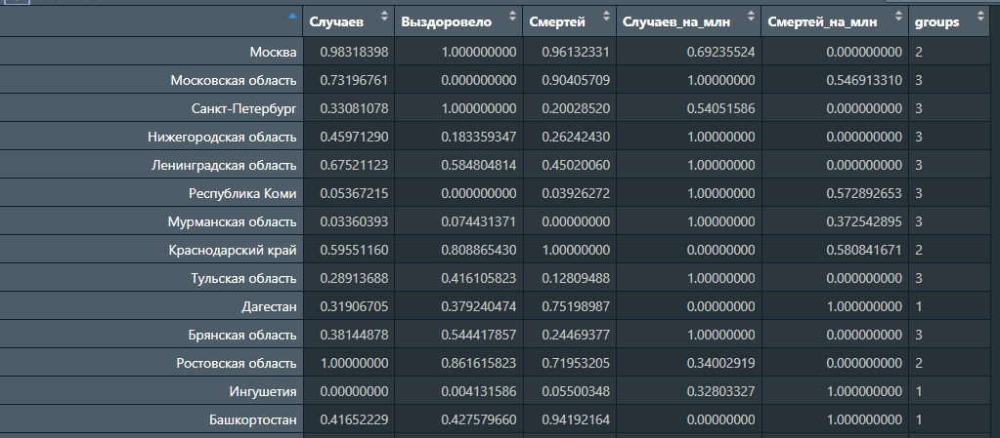 Случаев Выздоровело Смертей Случаев_на_млн Смертей_на_млн groups
Москва 0.98318398 1.000000000 0.96132331 0.69235524 0.000000000 2
Московская область 0.73196761 0.000000000 0.90405709 1.00000000 0.546913310 3
Санкт-Петербург 0.33081078 1.000000000 0.20028520 0.54051586 0.000000000 3
Нижегородская область 0.45971290 0.183359347 0.26242430 1.00000000 0.000000000 3
Ленинградская область 0.67521123 0.584804814 0.45020060 1.00000000 0.000000000 3
Республика Коми 0.05367215 0.000000000 0.03926272 1.00000000 0.572892653 3
Мурманская область 0.03360393 0.074431371 0.00000000 1.00000000 0.372542895 3
Краснодарский край 0.59551160 0.808865430 1.00000000 0.00000000 0.580841671 2
Тульская область 0.28913688 0.416105823 0.12809488 1.00000000 0.000000000 3
Дагестан 0.31906705 0.379240474 0.75198987 0.00000000 1.000000000 1
Брянская область 0.38144878 0.544417857 0.24469377 1.00000000 0.000000000 3
Ростовская область 1.00000000 0.861615823 0.71953205 0.34002919 0.000000000 2
Ингушетия 0.00000000 0.004131586 0.05500348 0.32803327 1.000000000 1
Башкортостан 0.41652229 0.427579660 0.94192164 0.00000000 1.000000000 1